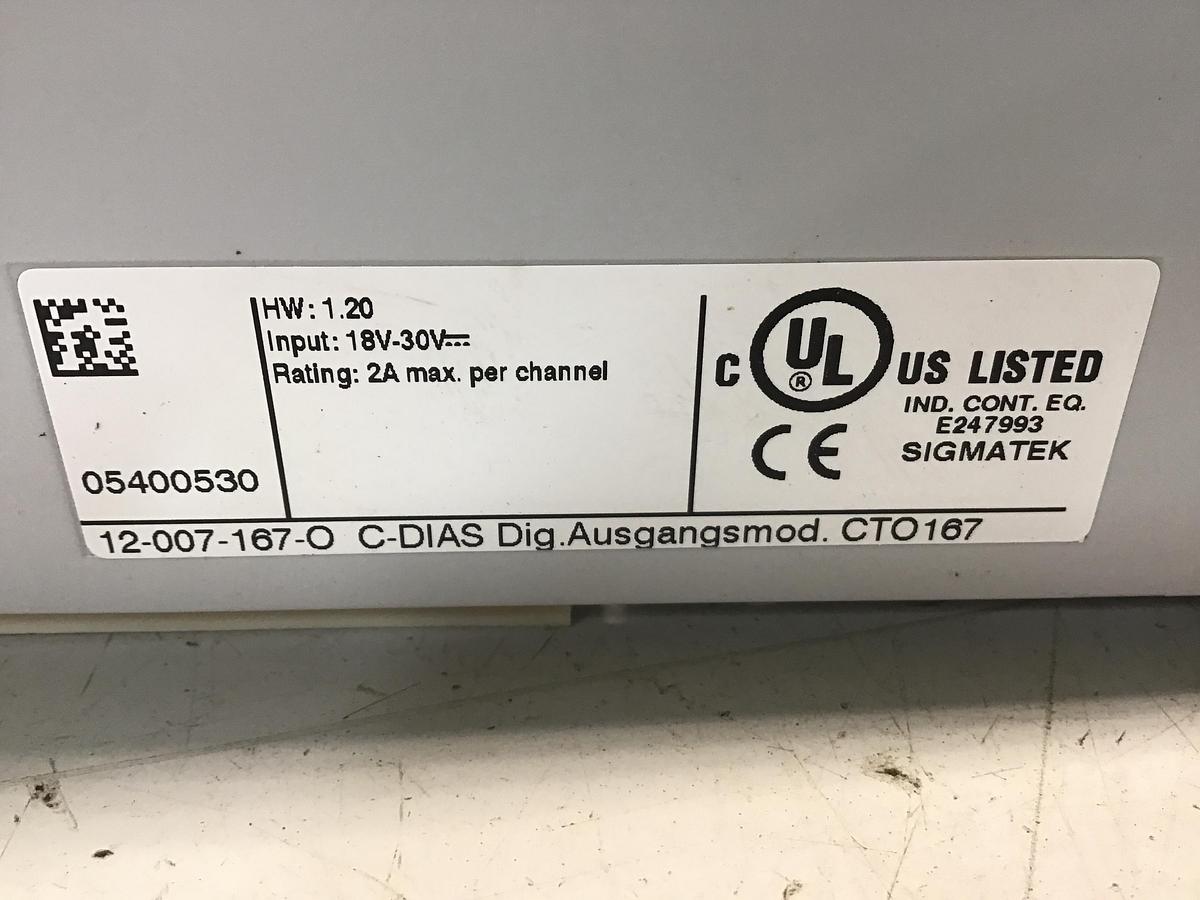 05400530
HW: 1.20
Input: 18V-30V⎓
Rating: 2A max. per channel
C UL ® US LISTED
IND. CONT. EQ.
E247993
CE SIGMATEK
12-007-167-O C-DIAS Dig.Ausgangsmod. CTO167